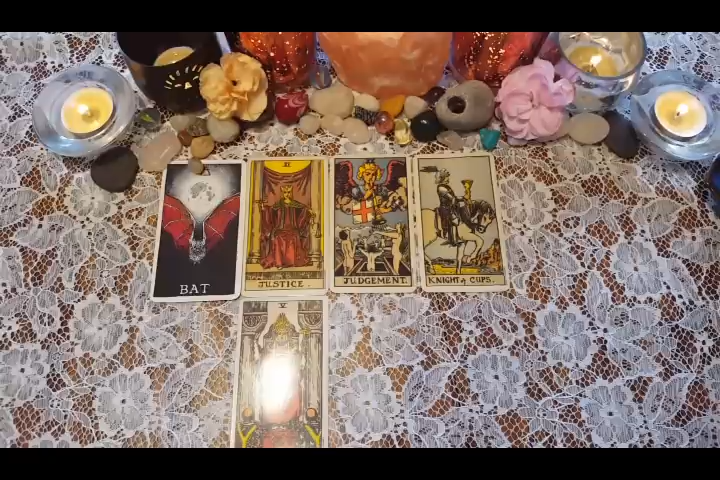 XI
BAT
JUSTICE.
JUDGEMENT.
KNIGHT of CUPS.
V